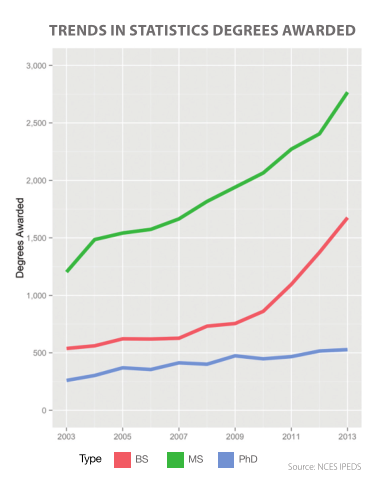 TRENDS IN STATISTICS DEGREES AWARDED
3,000
2,500
2,000
1,500
1,000
500
0
Degrees Awarded
2003 2005 2007 2009 2011 2013
Type BS MS PhD
Source: NCES IPEDS